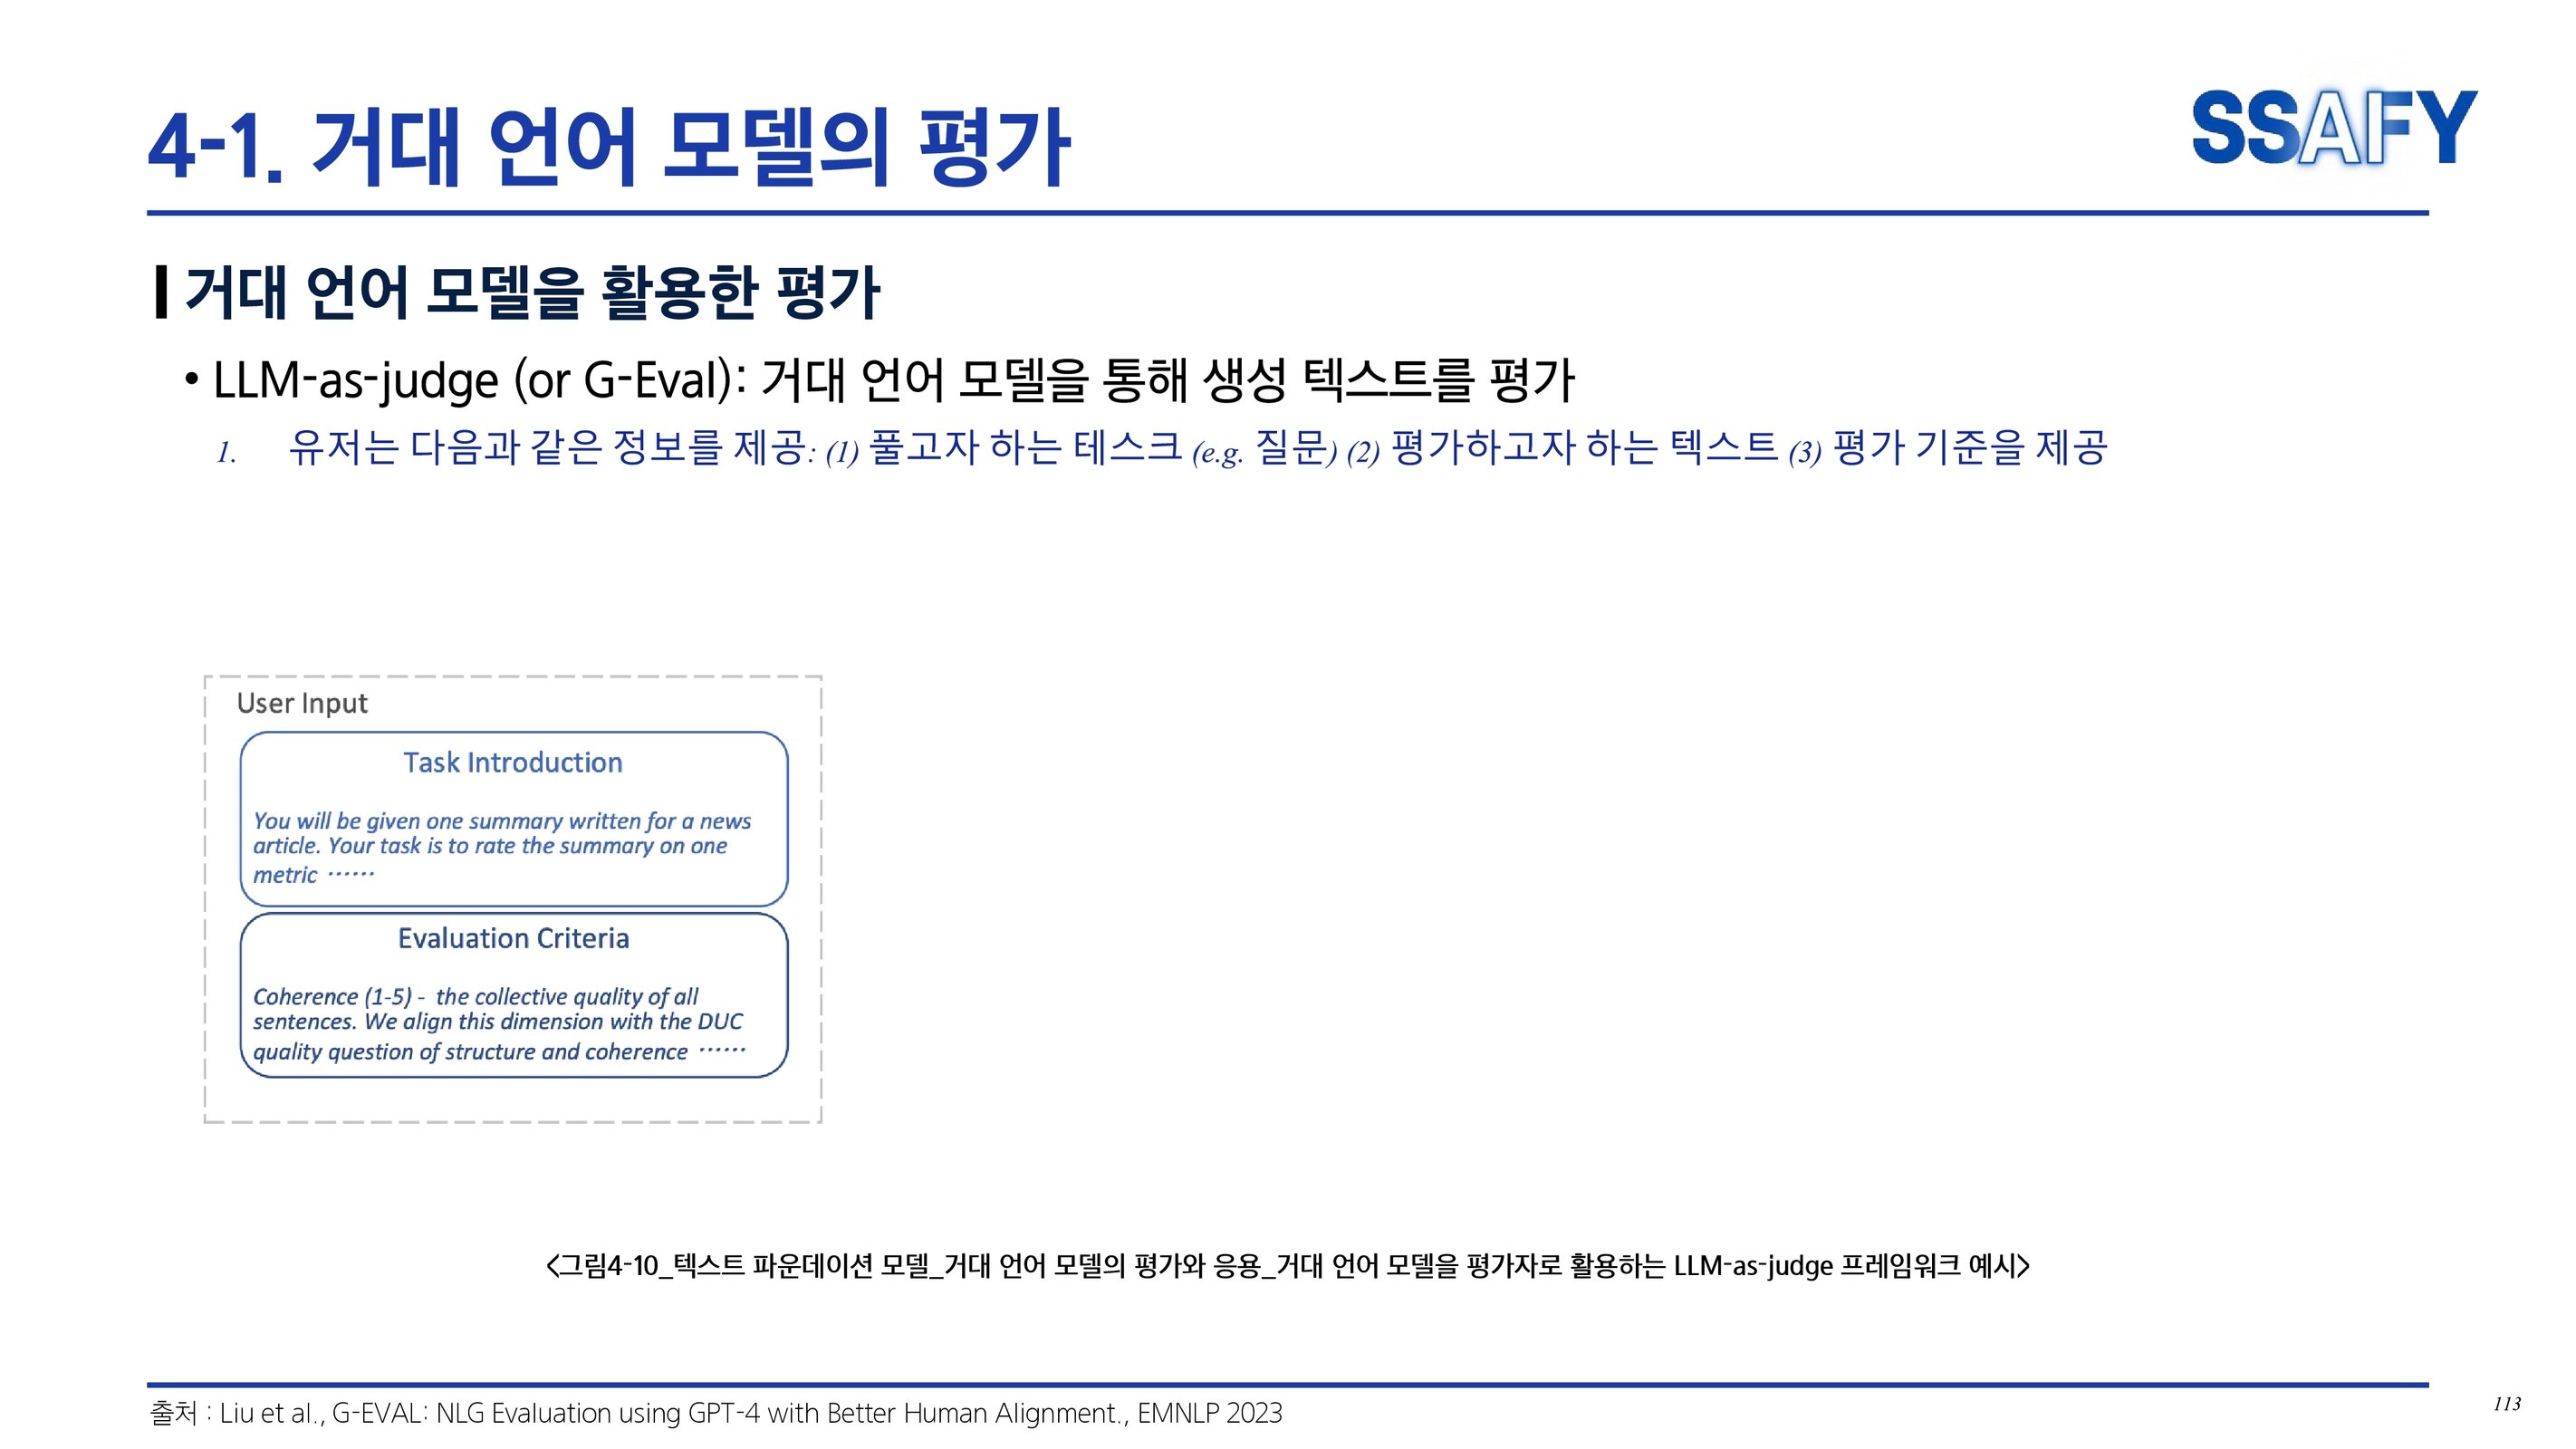 4-1. 거대 언어 모델의 평가
SSAFY
거대 언어 모델을 활용한 평가
• LLM-as-judge (or G-Eval): 거대 언어 모델을 통해 생성 텍스트를 평가
1. 유저는 다음과 같은 정보를 제공: (1) 풀고자 하는 테스크 (e.g. 질문) (2) 평가하고자 하는 텍스트 (3) 평가 기준을 제공
User Input
Task Introduction
You will be given one summary written for a news
article. Your task is to rate the summary on one
metric ······
Evaluation Criteria
Coherence (1-5) - the collective quality of all
sentences. We align this dimension with the DUC
quality question of structure and coherence ······
<그림4-10_텍스트 파운데이션 모델_거대 언어 모델의 평가와 응용_거대 언어 모델을 평가자로 활용하는 LLM-as-judge 프레임워크 예시>
출처 : Liu et al., G-EVAL: NLG Evaluation using GPT-4 with Better Human Alignment., EMNLP 2023
113